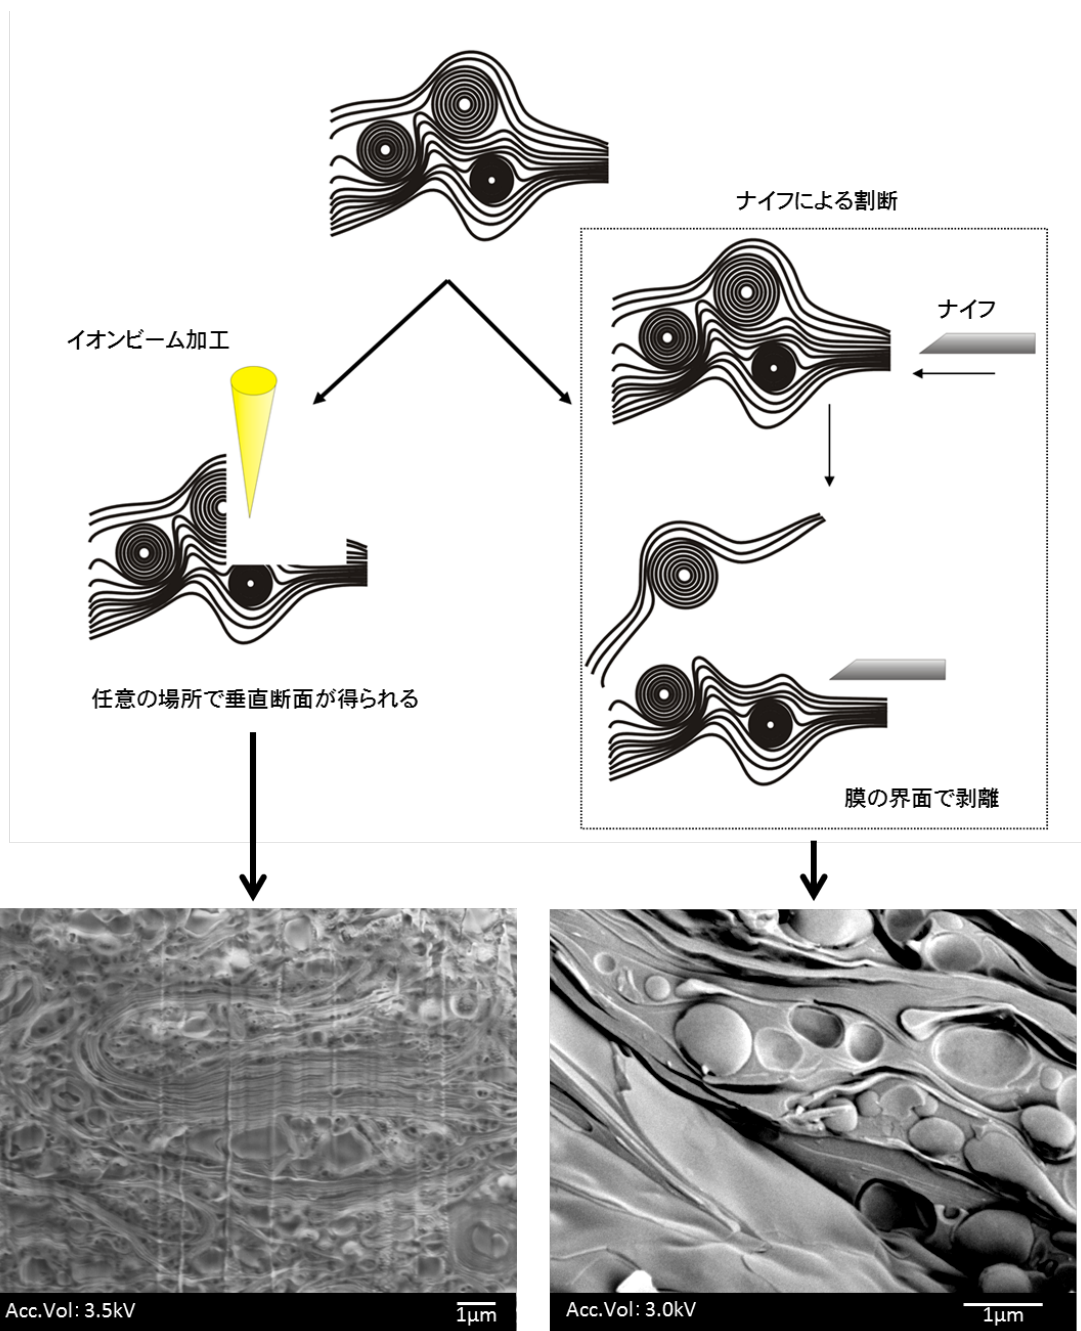 ナイフによる割断
ナイフ
イオンビーム加工
任意の場所で垂直断面が得られる
膜の界面で剥離
Acc.Vol: 3.5kV
1μm
Acc.Vol: 3.0kV
1μm